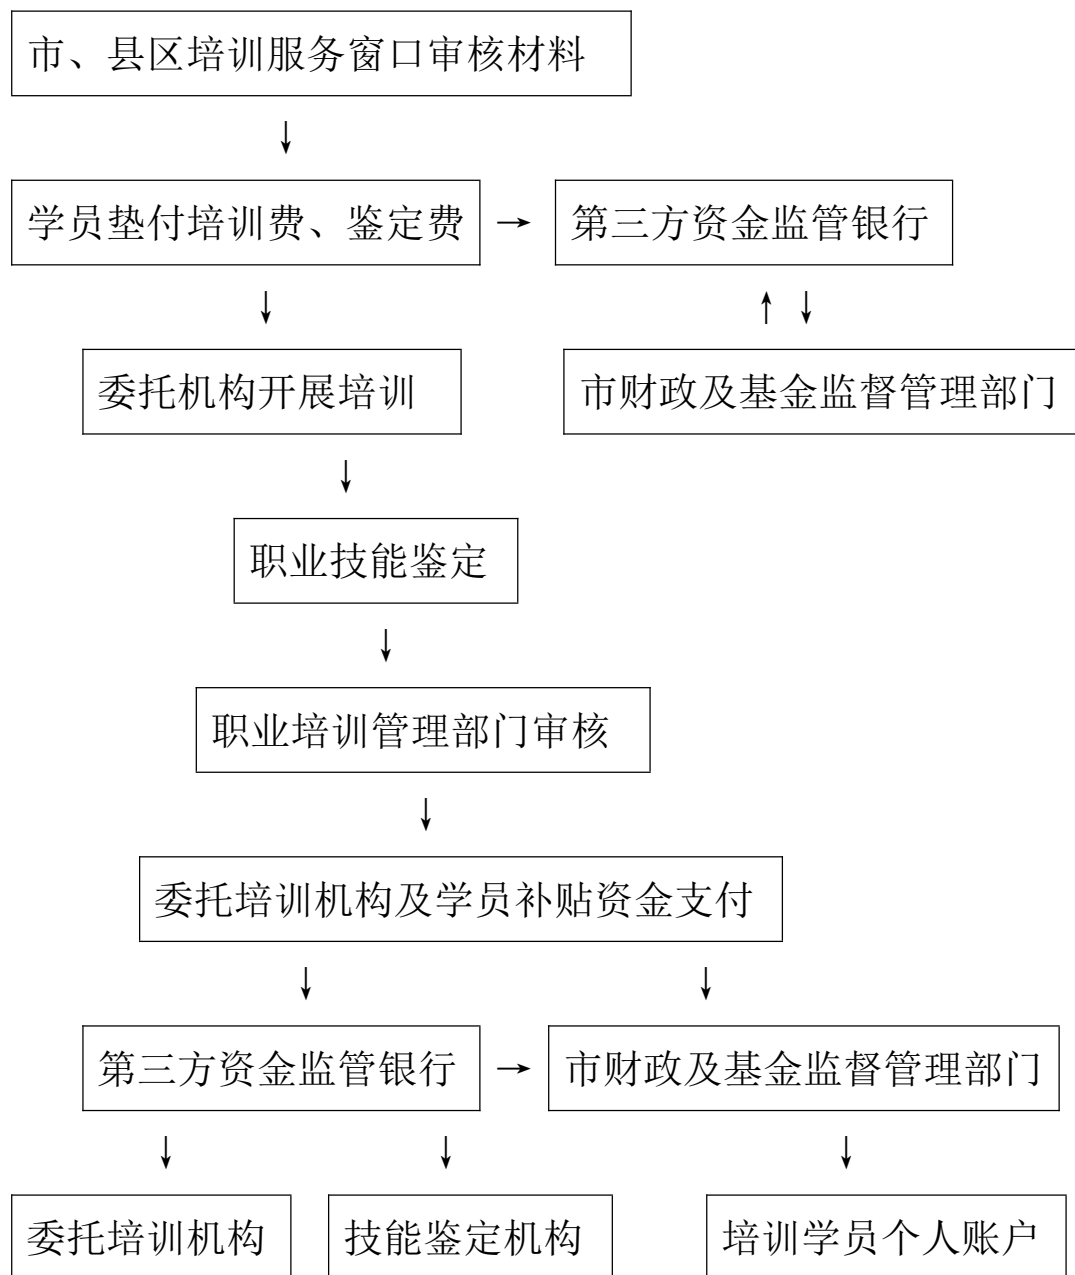 市、县区培训服务窗口审核材料
↓
学员垫付培训费、鉴定费 → 第三方资金监管银行
↓ ↑ ↓
委托机构开展培训 市财政及基金监督管理部门
↓
职业技能鉴定
↓
职业培训管理部门审核
↓
委托培训机构及学员补贴资金支付
↓ ↓
第三方资金监管银行 → 市财政及基金监督管理部门
↓ ↓ ↓
委托培训机构 技能鉴定机构 培训学员个人账户